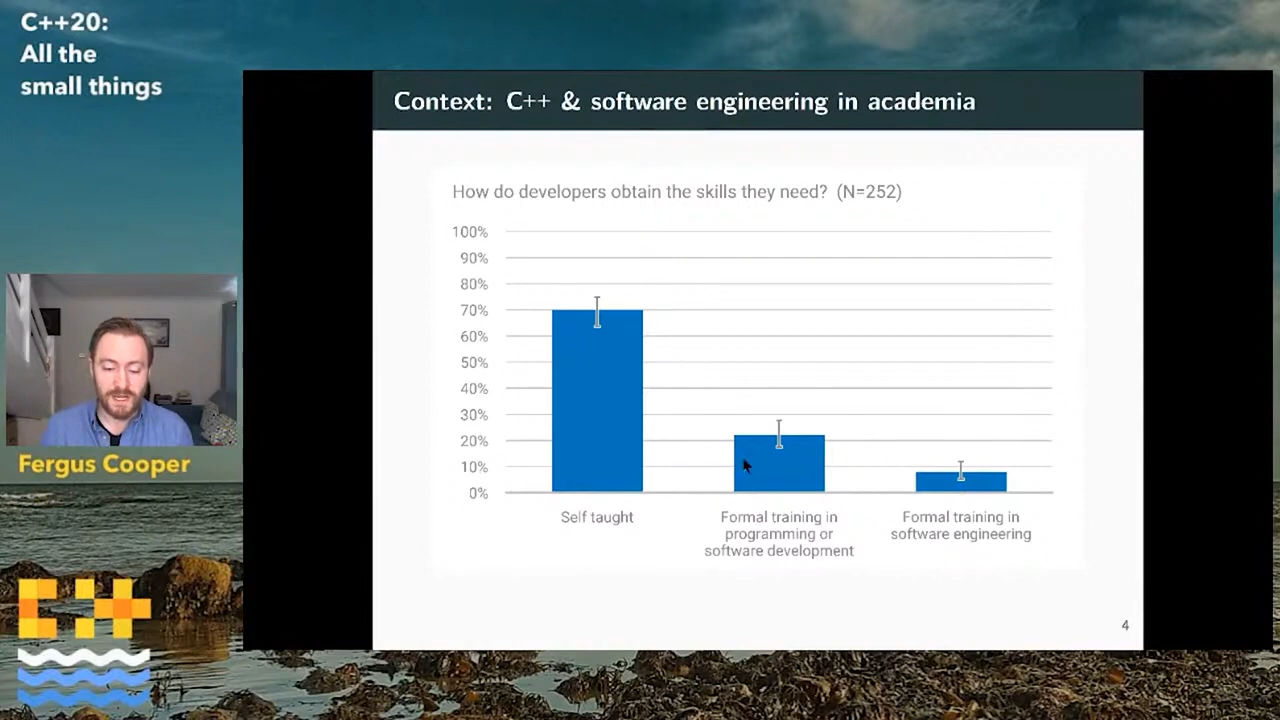 C++20:
All the
small things
Context: C++ & software engineering in academia
How do developers obtain the skills they need? (N=252)
100%
90%
80%
70%
60%
50%
40%
30%
20%
10%
0%
Self taught
Formal training in
programming or
software development
Formal training in
software engineering
4
Fergus Cooper
C++